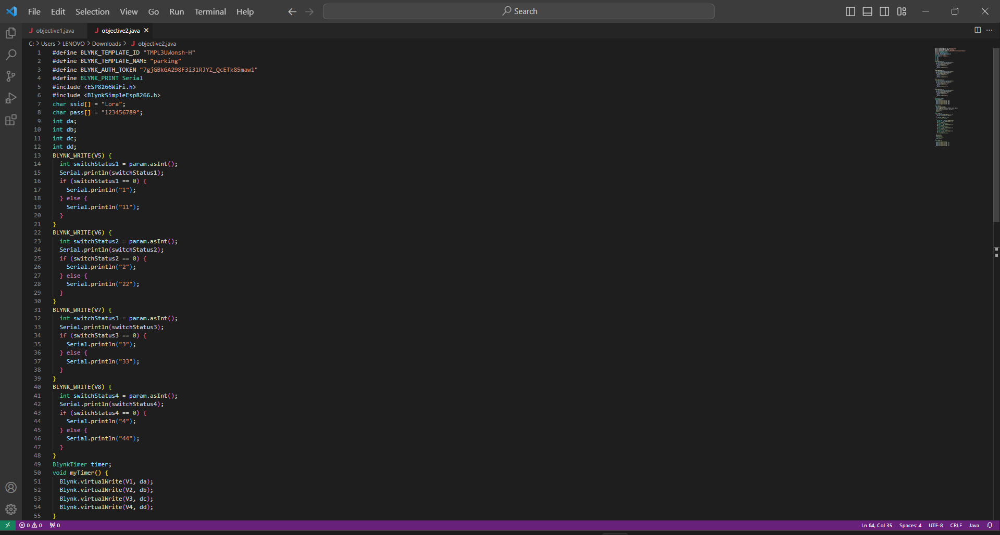 File Edit Selection View Go Run Terminal Help Search
objective1.java objective2.java
C: > Users > LENOVO > Downloads > objective2.java
1 #define BLYNK_TEMPLATE_ID "TMPL3UWonsh-H"
2 #define BLYNK_TEMPLATE_NAME "parking"
3 #define BLYNK_AUTH_TOKEN "7gjGBkGA298F3i31RJYZ_QcETk85maw1"
4 #define BLYNK_PRINT Serial
5 #include <ESP8266WiFi.h>
6 #include <BlynkSimpleEsp8266.h>
7 char ssid[] = "Lora";
8 char pass[] = "123456789";
9 int da;
10 int db;
11 int dc;
12 int dd;
13 BLYNK_WRITE(V5) {
14 int switchStatus1 = param.asInt();
15 Serial.println(switchStatus1);
16 if (switchStatus1 == 0) {
17 Serial.println("1");
18 } else {
19 Serial.println("11");
20 }
21 }
22 BLYNK_WRITE(V6) {
23 int switchStatus2 = param.asInt();
24 Serial.println(switchStatus2);
25 if (switchStatus2 == 0) {
26 Serial.println("2");
27 } else {
28 Serial.println("22");
29 }
30 }
31 BLYNK_WRITE(V7) {
32 int switchStatus3 = param.asInt();
33 Serial.println(switchStatus3);
34 if (switchStatus3 == 0) {
35 Serial.println("3");
36 } else {
37 Serial.println("33");
38 }
39 }
40 BLYNK_WRITE(V8) {
41 int switchStatus4 = param.asInt();
42 Serial.println(switchStatus4);
43 if (switchStatus4 == 0) {
44 Serial.println("4");
45 } else {
46 Serial.println("44");
47 }
48 }
49 BlynkTimer timer;
50 void myTimer() {
51 Blynk.virtualWrite(V1, da);
52 Blynk.virtualWrite(V2, db);
53 Blynk.virtualWrite(V3, dc);
54 Blynk.virtualWrite(V4, dd);
55 }
0 0 0 Ln 64, Col 35 Spaces: 4 UTF-8 CRLF Java